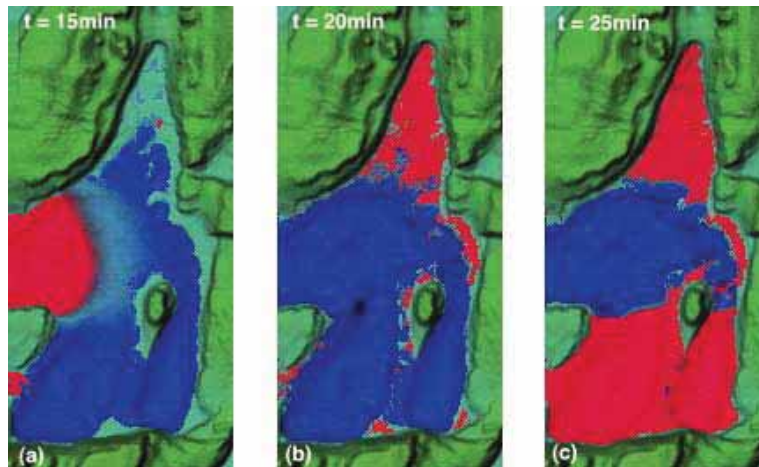 t = 15min
t = 20min
t = 25min
(a)
(b)
(c)